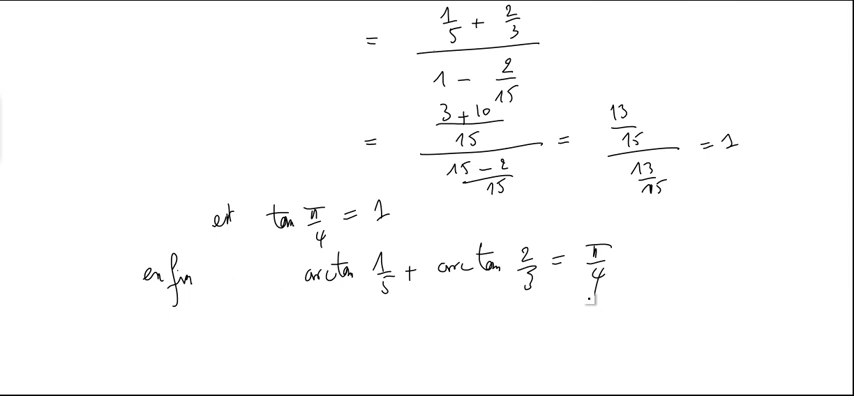 = (1/5 + 2/3) / (1 - 2/15)
= ((3+10)/15) / ((15-2)/15) = (13/15) / (13/15) = 1
et tan π/4 = 1
enfin arctan 1/5 + arctan 2/3 = π/4